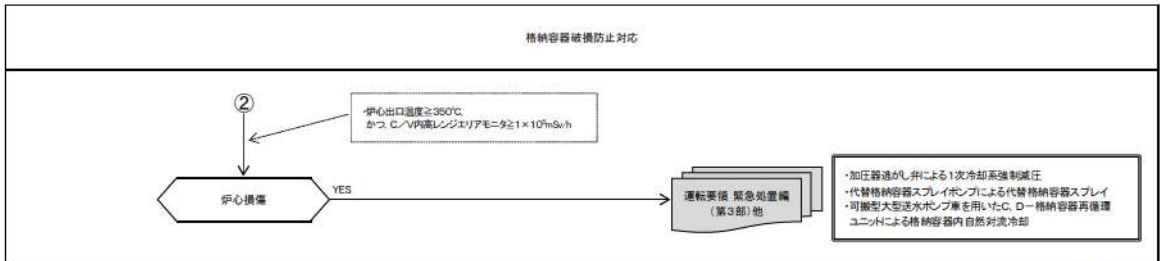 格納容器破損防止対応
②
・炉心出口温度≧350℃,
かつ, C/V内高レンジエリアモニタ≧1×10⁵mSv/h
炉心損傷
YES
運転要領 緊急処置編
(第3部)他
・加圧器逃がし弁による1次冷却系強制減圧
・代替格納容器スプレイポンプによる代替格納容器スプレイ
・可搬型大型送水ポンプ車を用いたC, D-格納容器再循環
ユニットによる格納容器内自然対流冷却